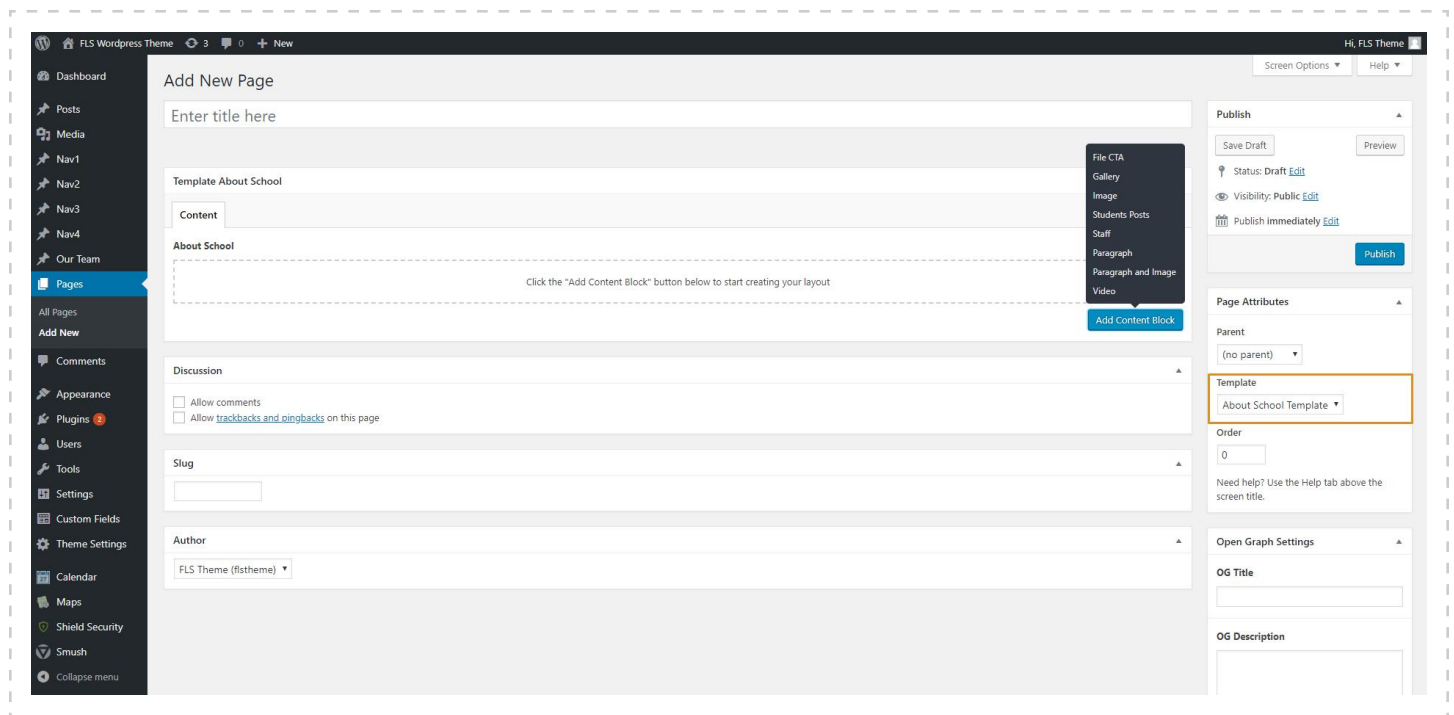 FLS Wordpress Theme 3 0 + New Hi, FLS Theme
Screen Options Help
Dashboard
Posts
Media
Nav1
Nav2
Nav3
Nav4
Our Team
Pages
All Pages
Add New
Comments
Appearance
Plugins 2
Users
Tools
Settings
Custom Fields
Theme Settings
Calendar
Maps
Shield Security
Smush
Collapse menu
Add New Page
Enter title here
Template About School
Content
About School
Click the "Add Content Block" button below to start creating your layout
File CTA
Gallery
Image
Students Posts
Staff
Paragraph
Paragraph and Image
Video
Add Content Block
Discussion
Allow comments
Allow trackbacks and pingbacks on this page
Slug
Author
FLS Theme (flstheme)
Publish
Save Draft Preview
Status: Draft Edit
Visibility: Public Edit
Publish immediately Edit
Publish
Page Attributes
Parent
(no parent)
Template
About School Template
Order
0
Need help? Use the Help tab above the
screen title.
Open Graph Settings
OG Title
OG Description